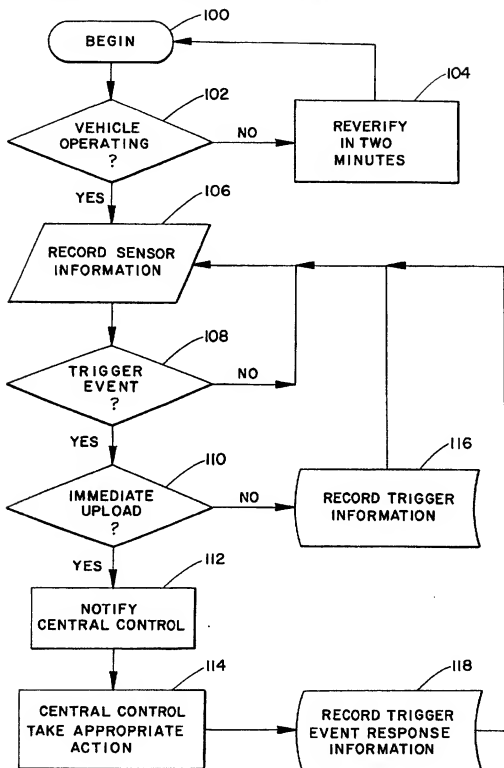 100
BEGIN
102
VEHICLE
OPERATING
?
NO
104
REVERIFY
IN TWO
MINUTES
YES
106
RECORD SENSOR
INFORMATION
108
TRIGGER
EVENT
?
NO
YES
110
IMMEDIATE
UPLOAD
?
NO
116
RECORD TRIGGER
INFORMATION
YES
112
NOTIFY
CENTRAL CONTROL
114
CENTRAL CONTROL
TAKE APPROPRIATE
ACTION
118
RECORD TRIGGER
EVENT RESPONSE
INFORMATION